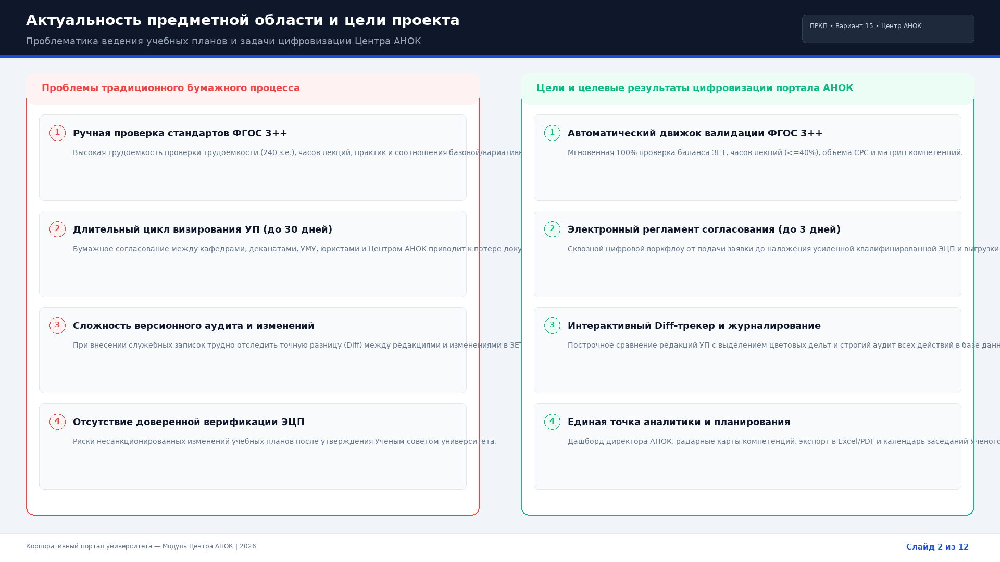 Актуальность предметной области и цели проекта
Проблематика ведения учебных планов и задачи цифровизации Центра АНОК
ПРКП • Вариант 15 • Центр АНОК
Проблемы традиционного бумажного процесса
1
Ручная проверка стандартов ФГОС 3++
Высокая трудоемкость проверки трудоемкости (240 з.е.), часов лекций, практик и соотношения базовой/вариативн
2
Длительный цикл визирования УП (до 30 дней)
Бумажное согласование между кафедрами, деканатами, УМУ, юристами и Центром АНОК приводит к потере доку
3
Сложность версионного аудита и изменений
При внесении служебных записок трудно отследить точную разницу (Diff) между редакциями и изменениями в ЗЕТ
4
Отсутствие доверенной верификации ЭЦП
Риски несанкционированных изменений учебных планов после утверждения Ученым советом университета.
Цели и целевые результаты цифровизации портала АНОК
1
Автоматический движок валидации ФГОС 3++
Мгновенная 100% проверка баланса ЗЕТ, часов лекций (<=40%), объема СРС и матриц компетенций.
2
Электронный регламент согласования (до 3 дней)
Сквозной цифровой воркфлоу от подачи заявки до наложения усиленной квалифицированной ЭЦП и выгрузки
3
Интерактивный Diff-трекер и журналирование
Построчное сравнение редакций УП с выделением цветовых дельт и строгий аудит всех действий в базе данн
4
Единая точка аналитики и планирования
Дашборд директора АНОК, радарные карты компетенций, экспорт в Excel/PDF и календарь заседаний Ученого
Корпоративный портал университета — Модуль Центра АНОК | 2026
Слайд 2 из 12